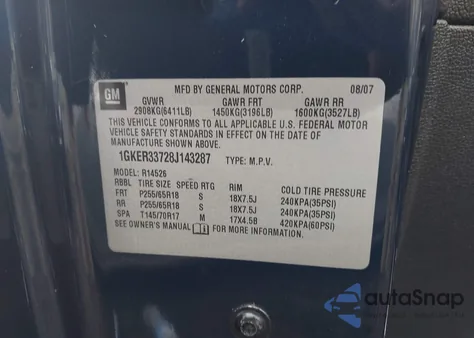 GM
MFD BY GENERAL MOTORS CORP. 08/07
GVWR GAWR FRT GAWR RR
2908KG(6411LB) 1450KG(3196LB) 1600KG(3527LB)
THIS VEHICLE CONFORMS TO ALL APPLICABLE U.S. FEDERAL MOTOR
VEHICLE SAFETY STANDARDS IN EFFECT ON THE DATE OF
MANUFACTURE SHOWN ABOVE.
1GKER33728J143287 TYPE: M.P.V.
MODEL: R14526
RBBL TIRE SIZE SPEED RTG RIM COLD TIRE PRESSURE
FRT P255/65R18 S 18X7.5J 240KPA(35PSI)
RR P255/65R18 S 18X7.5J 240KPA(35PSI)
SPA T145/70R17 M 17X4.5B 420KPA(60PSI)
SEE OWNER'S MANUAL FOR MORE INFORMATION.
autoSnap
Ultimate Car Database